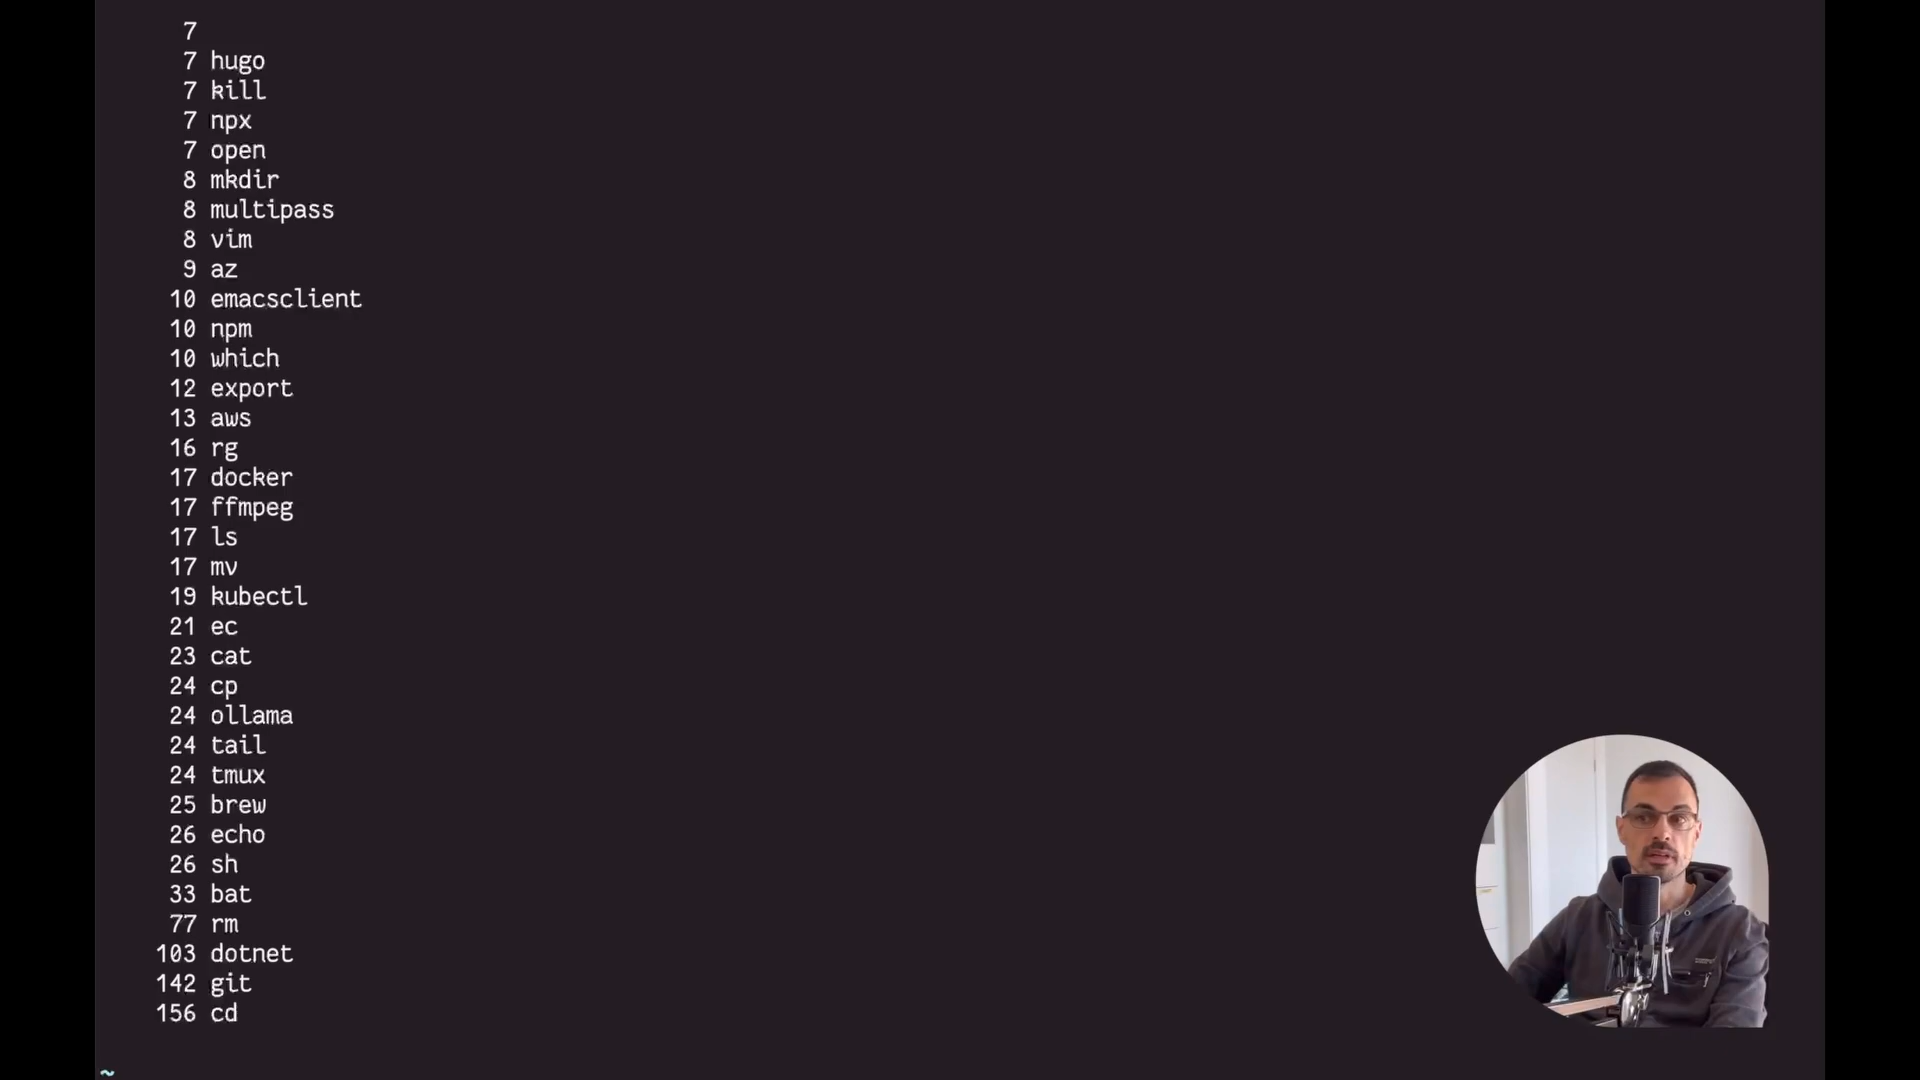 7
7 hugo
7 kill
7 npx
7 open
8 mkdir
8 multipass
8 vim
9 az
10 emacsclient
10 npm
10 which
12 export
13 aws
16 rg
17 docker
17 ffmpeg
17 ls
17 mv
19 kubectl
21 ec
23 cat
24 cp
24 ollama
24 tail
24 tmux
25 brew
26 echo
26 sh
33 bat
77 rm
103 dotnet
142 git
156 cd
~